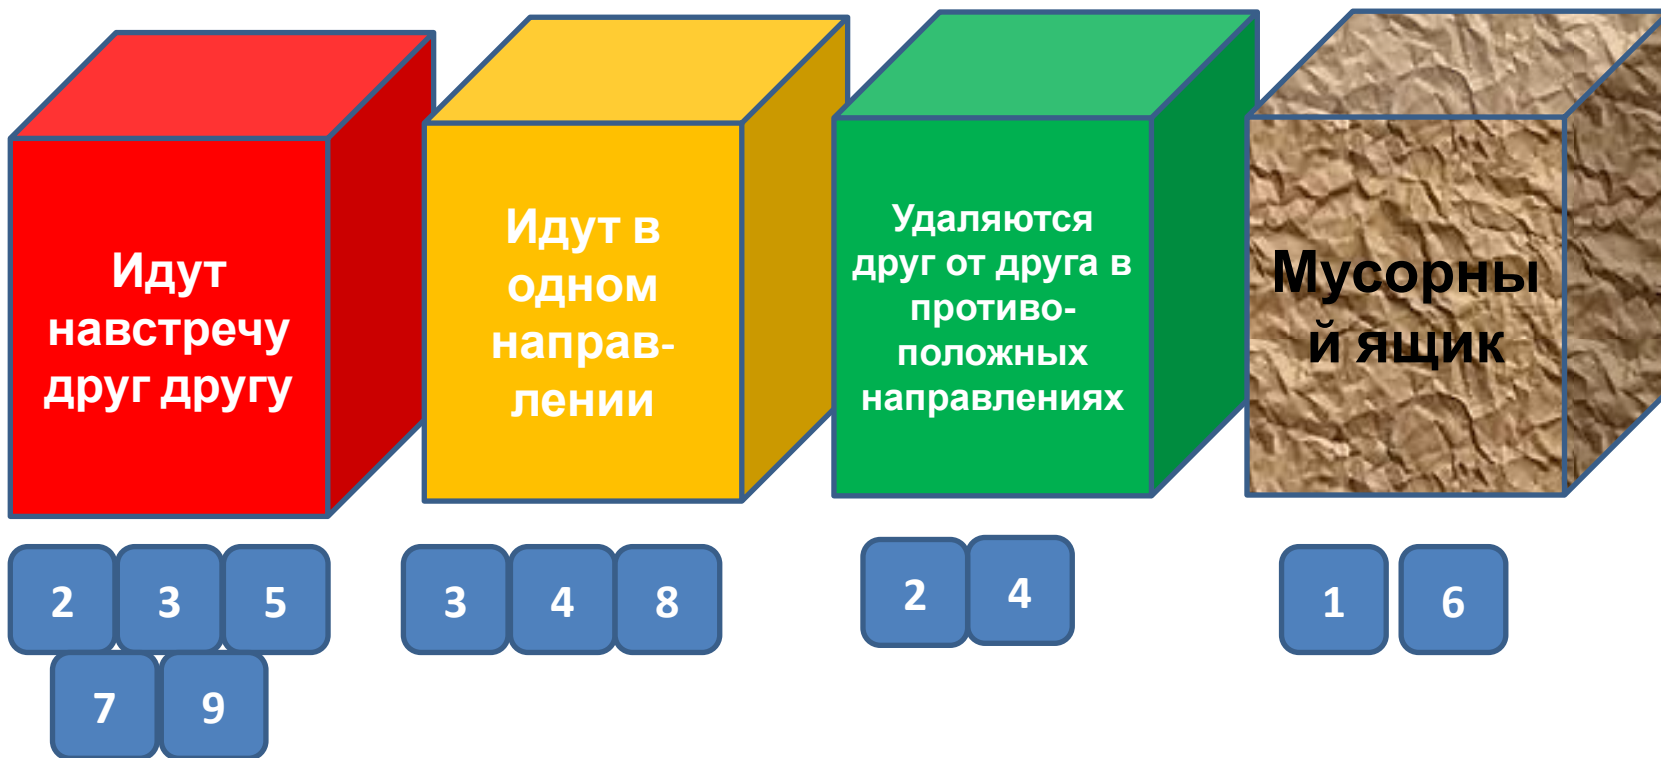 Идут
навстречу
друг другу
Идут в
одном
направ-
лении
Удаляются
друг от друга в
противо-
положных
направлениях
Мусорны
й ящик
2 3 5
7 9
3 4 8
2 4
1 6